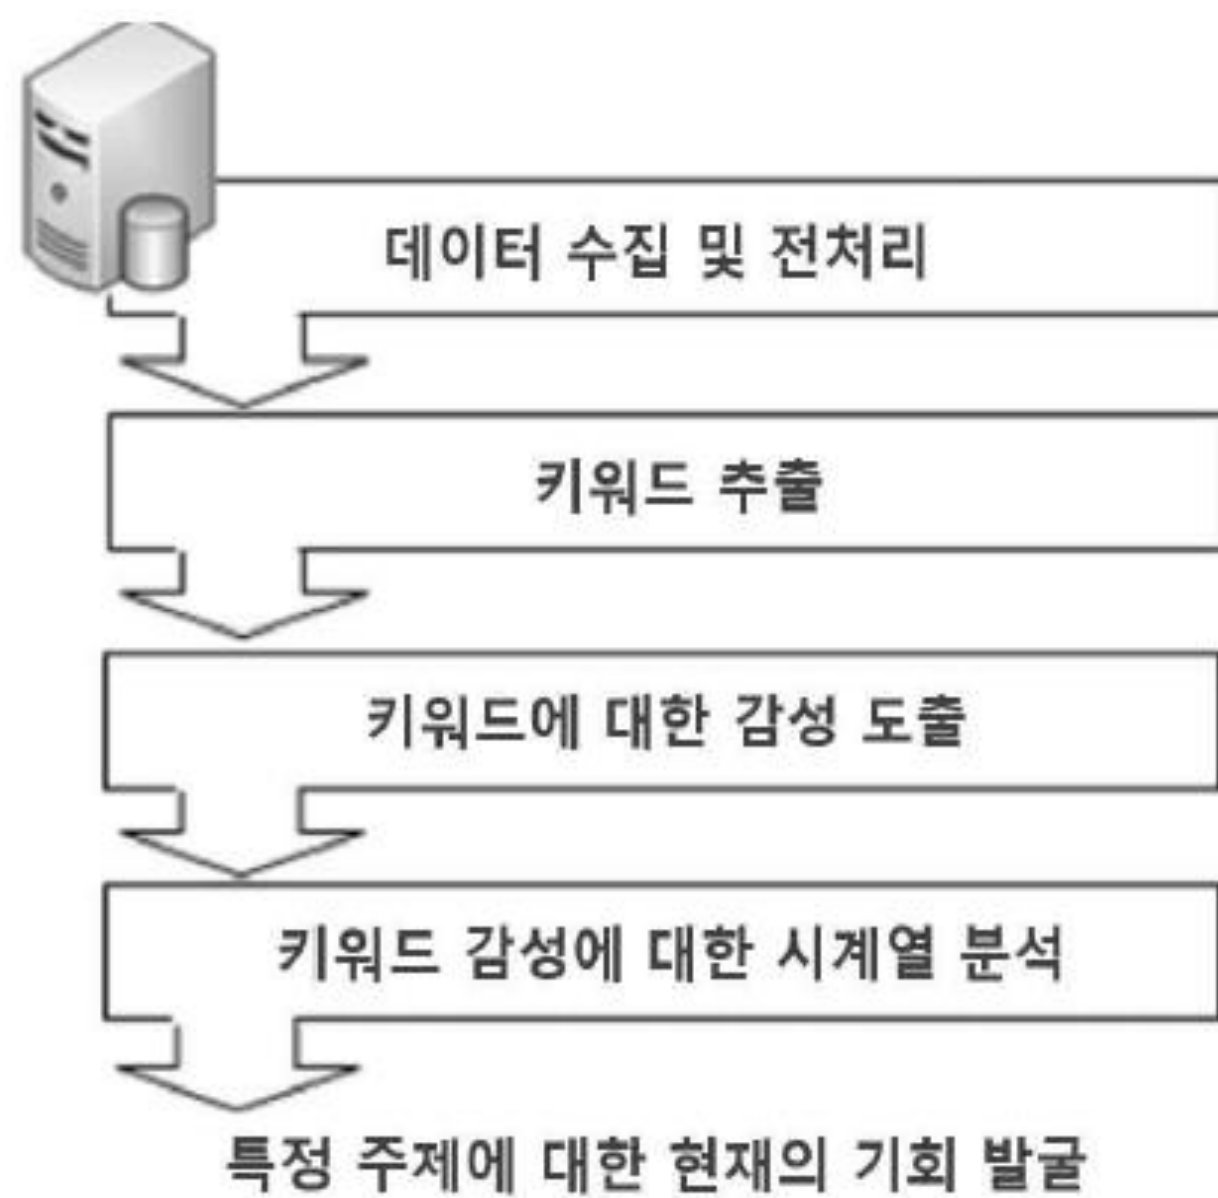 데이터 수집 및 전처리
키워드 추출
키워드에 대한 감성 도출
키워드 감성에 대한 시계열 분석
특정 주제에 대한 현재의 기회 발굴